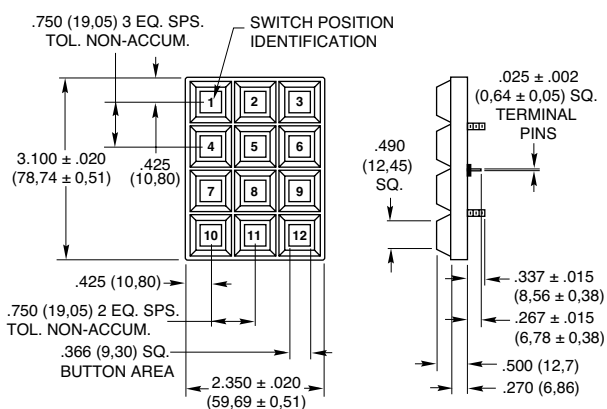 .750 (19,05) 3 EQ. SPS.
TOL. NON-ACCUM.
SWITCH POSITION
IDENTIFICATION
1 2 3
4 5 6
7 8 9
10 11 12
3.100 ± .020
(78,74 ± 0,51)
.425
(10,80)
.425 (10,80)
.750 (19,05) 2 EQ. SPS.
TOL. NON-ACCUM.
.366 (9,30) SQ.
BUTTON AREA
2.350 ± .020
(59,69 ± 0,51)
.025 ± .002
(0,64 ± 0,05) SQ.
TERMINAL
PINS
.490
(12,45)
SQ.
.337 ± .015
(8,56 ± 0,38)
.267 ± .015
(6,78 ± 0,38)
.500 (12,7)
.270 (6,86)